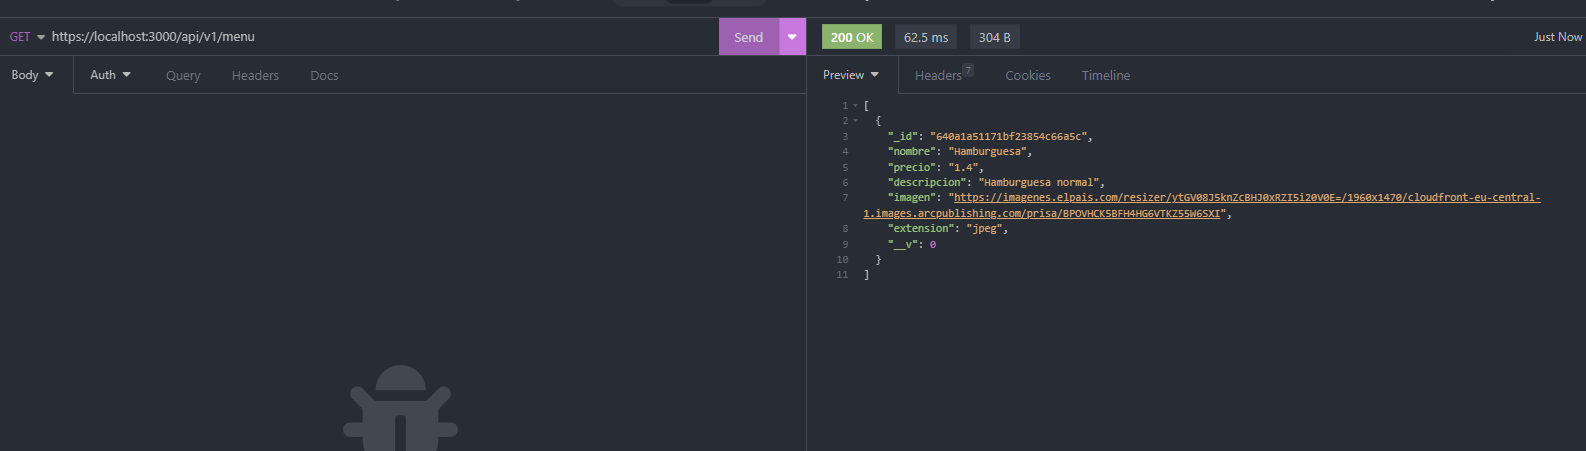 GET https://localhost:3000/api/v1/menu Send 200 OK 62.5 ms 304 B Just Now
Body Auth Query Headers Docs Preview Headers 7 Cookies Timeline
1 [
2 {
3 "_id": "640a1a51171bf23854c66a5c",
4 "nombre": "Hamburguesa",
5 "precio": "1.4",
6 "descripcion": "Hamburguesa normal",
7 "imagen": "https://imagenes.elpais.com/resizer/ytGV08J5knZcBHJ0xRZI5i20V0E=/1960x1470/cloudfront-eu-central-
1.images.arcpublishing.com/prisa/BPOVHCK5BFH4HG6VTKZ55W6SXI",
8 "extension": "jpeg",
9 "__v": 0
10 }
11 ]